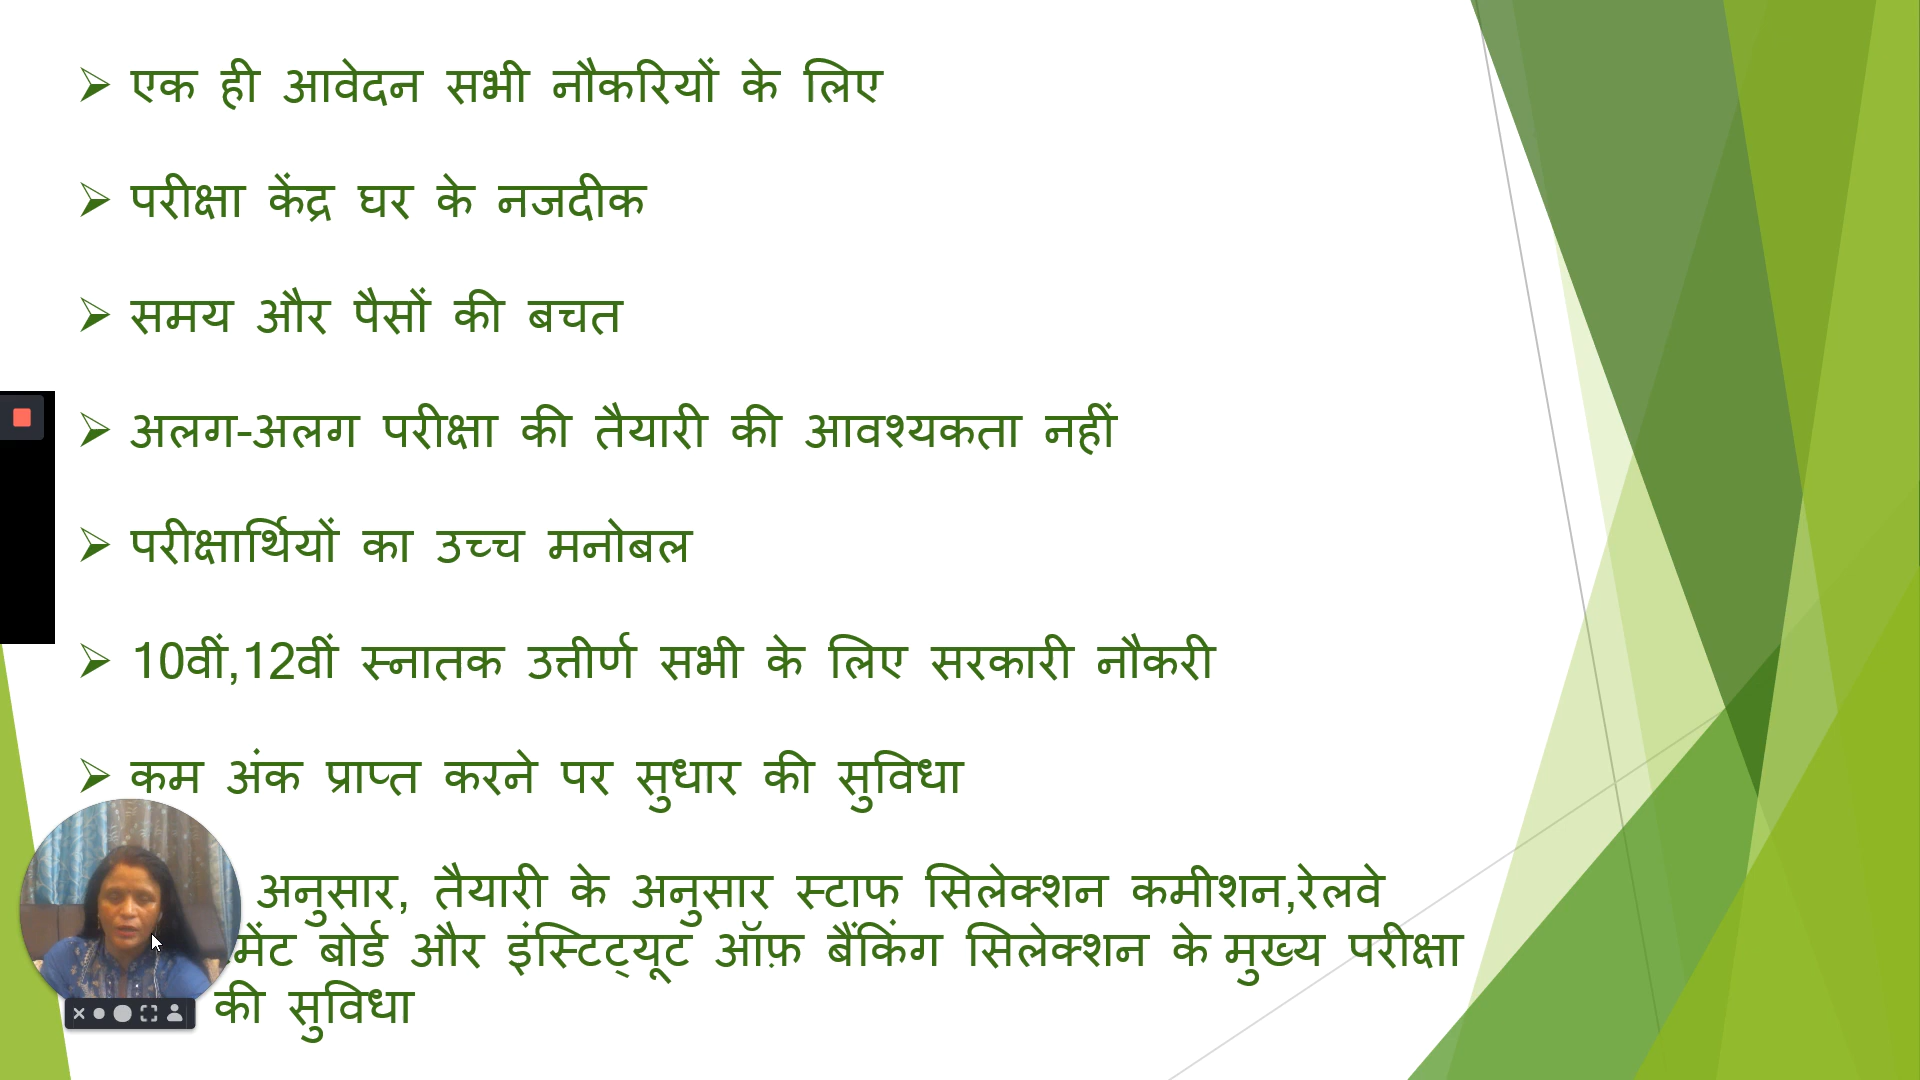 एक ही आवेदन सभी नौकरियों के लिए
परीक्षा केंद्र घर के नजदीक
समय और पैसों की बचत
अलग-अलग परीक्षा की तैयारी की आवश्यकता नहीं
परीक्षार्थियों का उच्च मनोबल
10वीं,12वीं स्नातक उत्तीर्ण सभी के लिए सरकारी नौकरी
कम अंक प्राप्त करने पर सुधार की सुविधा
अनुसार, तैयारी के अनुसार स्टाफ सिलेक्शन कमीशन,रेलवे
बोर्ड और इंस्टिट्यूट ऑफ़ बैंकिंग सिलेक्शन के मुख्य परीक्षा
की सुविधा